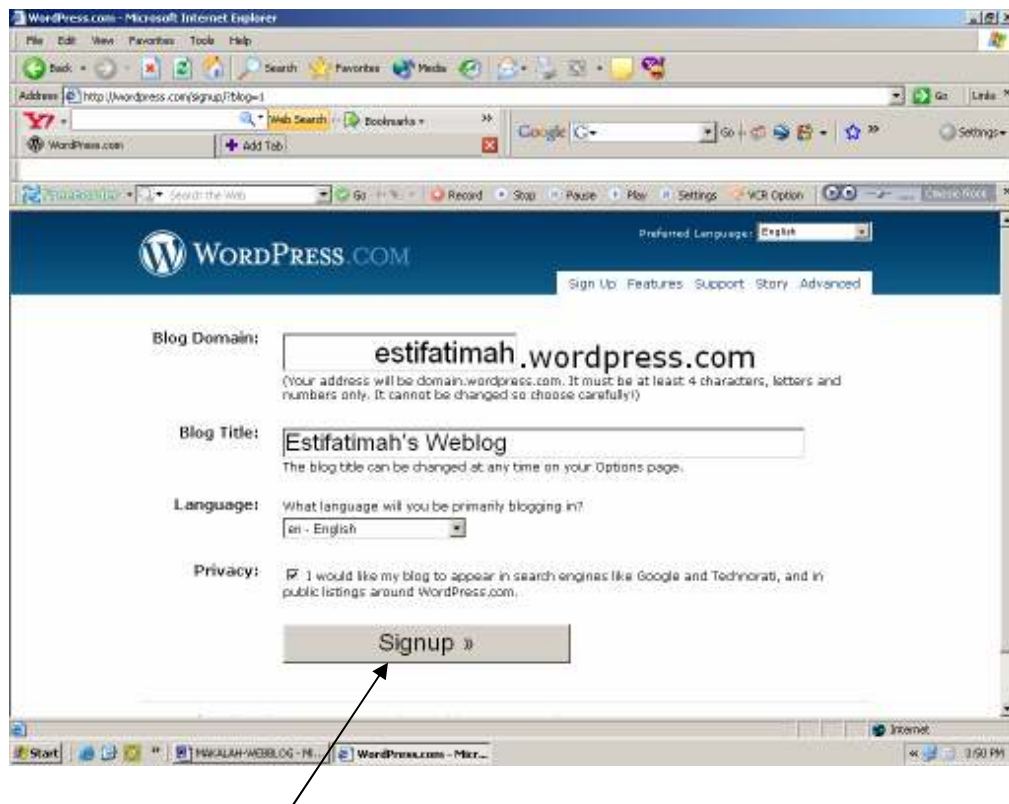 WordPress.com - Microsoft Internet Explorer
File Edit View Favorites Tools Help
Back Search Favorites Media
Address http://wordpress.com/signup/?blog=1 Go Links
Y7 Web Search Bookmarks Google G Go Settings
WordPress.com Add Tab
Search the Web Go Record Stop Pause Play Settings VCR Option
Preferred Language: English
WORDPRESS.COM
Sign Up Features Support Story Advanced
Blog Domain: estifatimah .wordpress.com
(Your address will be domain.wordpress.com. It must be at least 4 characters, letters and
numbers only. It cannot be changed so choose carefully!)
Blog Title: Estifatimah's Weblog
The blog title can be changed at any time on your Options page.
Language: What language will you be primarily blogging in?
en - English
Privacy: I would like my blog to appear in search engines like Google and Technorati, and in
public listings around WordPress.com.
Signup »
Internet
Start MAKALAH-WEBBLOG - M... WordPress.com - Micr... 3:50 PM